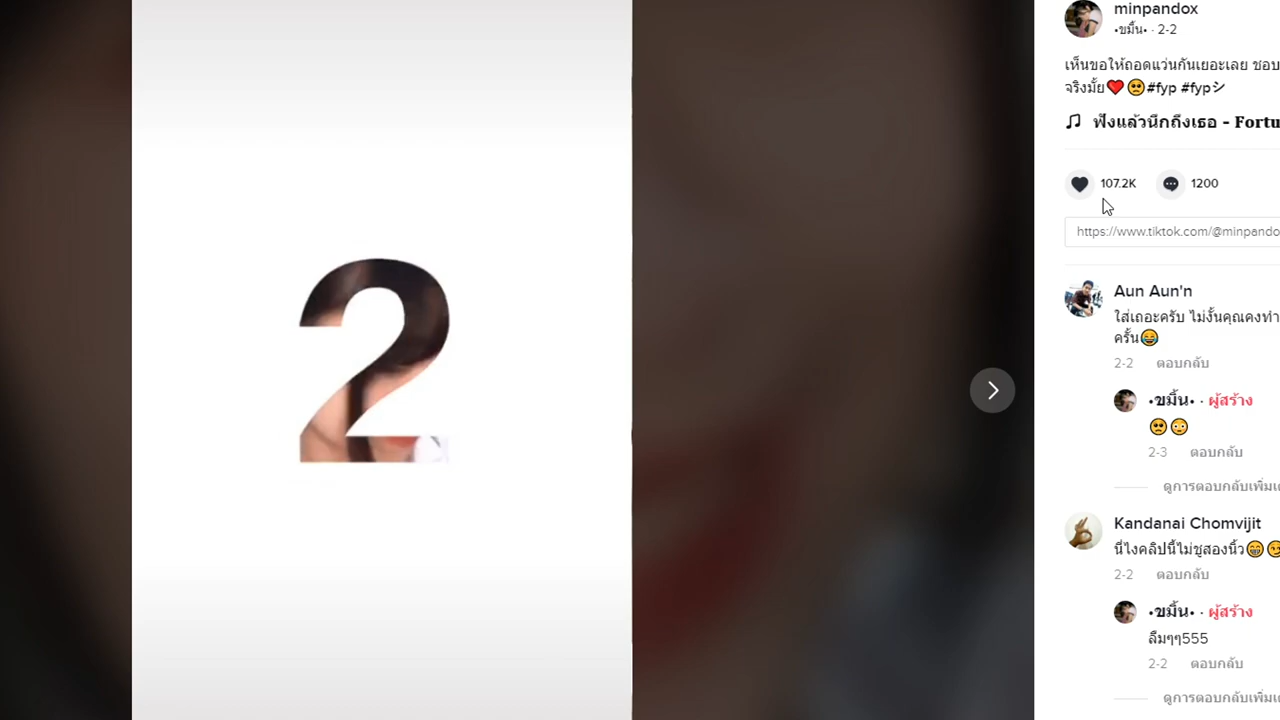 2
minpandox
•ขมิ้น• · 2-2
เห็นขอให้ถอดแว่นกันเยอะเลย ชอบ
จริงมั้ย❤️🥺#fyp #fypシ
♫ ฟังแล้วนึกถึงเธอ - Fortu
107.2K 1200
https://www.tiktok.com/@minpando
Aun Aun'n
ใส่เถอะครับ ไม่งั้นคุณคงทำ
ครั้น😂
2-2 ตอบกลับ
•ขมิ้น• · ผู้สร้าง
🥺😳
2-3 ตอบกลับ
ดูการตอบกลับเพิ่มเ
Kandanai Chomvijit
นี่ไงคลิปนี้ไม่ชูสองนิ้ว😁😏
2-2 ตอบกลับ
•ขมิ้น• · ผู้สร้าง
ลืมๆๆ555
2-2 ตอบกลับ
ดูการตอบกลับเพิ่มเ